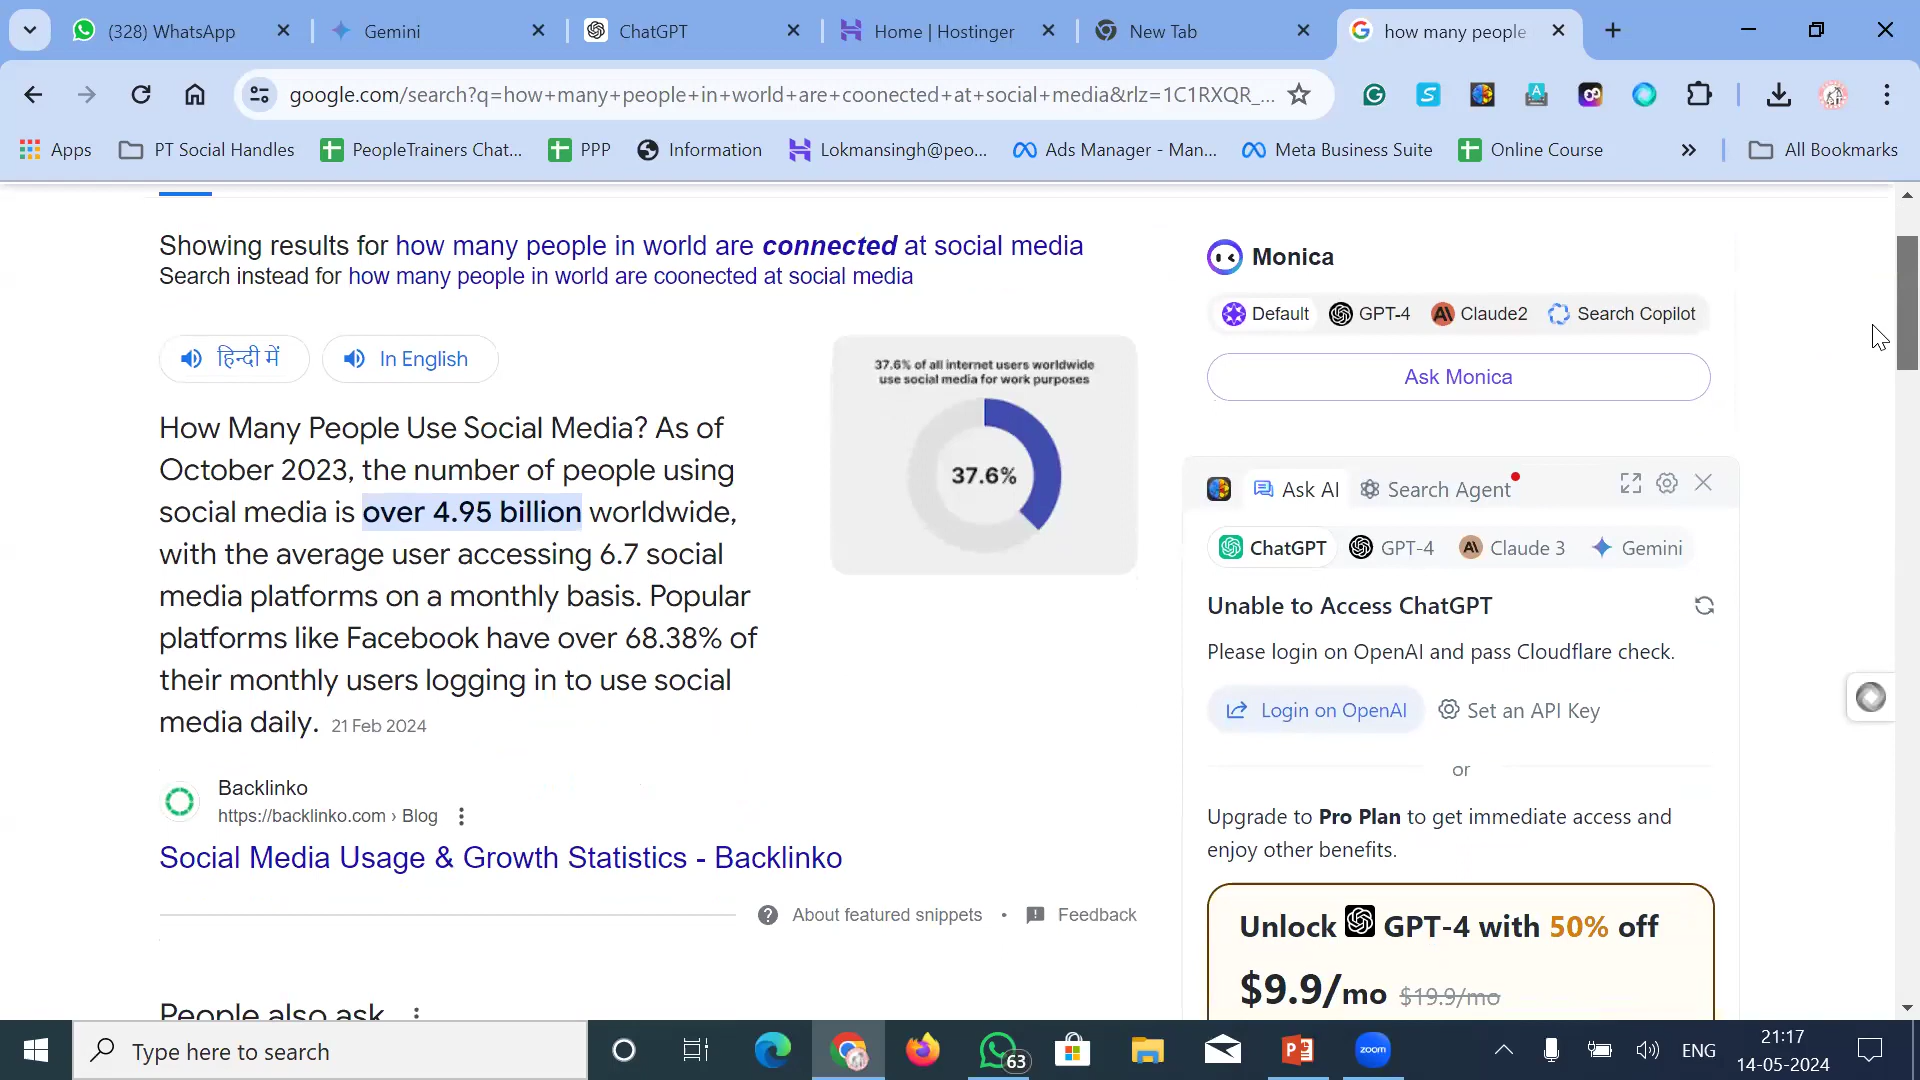 (328) WhatsApp
Gemini
ChatGPT
Home | Hostinger
New Tab
how many people
google.com/search?q=how+many+people+in+world+are+coonected+at+social+media&rlz=1C1RXQR_...
Apps
PT Social Handles
PeopleTrainers Chat...
PPP
Information
Lokmansingh@peo...
Ads Manager - Man...
Meta Business Suite
Online Course
»
All Bookmarks
Showing results for how many people in world are connected at social media
Search instead for how many people in world are coonected at social media
हिन्दी में
In English
How Many People Use Social Media? As of
October 2023, the number of people using
social media is over 4.95 billion worldwide,
with the average user accessing 6.7 social
media platforms on a monthly basis. Popular
platforms like Facebook have over 68.38% of
their monthly users logging in to use social
media daily. 21 Feb 2024
37.6% of all internet users worldwide
use social media for work purposes
37.6%
Backlinko
https://backlinko.com › Blog
Social Media Usage & Growth Statistics - Backlinko
About featured snippets • Feedback
People also ask
Monica
Default
GPT-4
Claude2
Search Copilot
Ask Monica
Ask AI
Search Agent
ChatGPT
GPT-4
Claude 3
Gemini
Unable to Access ChatGPT
Please login on OpenAI and pass Cloudflare check.
Login on OpenAI
Set an API Key
or
Upgrade to Pro Plan to get immediate access and
enjoy other benefits.
Unlock GPT-4 with 50% off
$9.9/mo $19.9/mo
Type here to search
63
zoom
ENG
21:17
14-05-2024